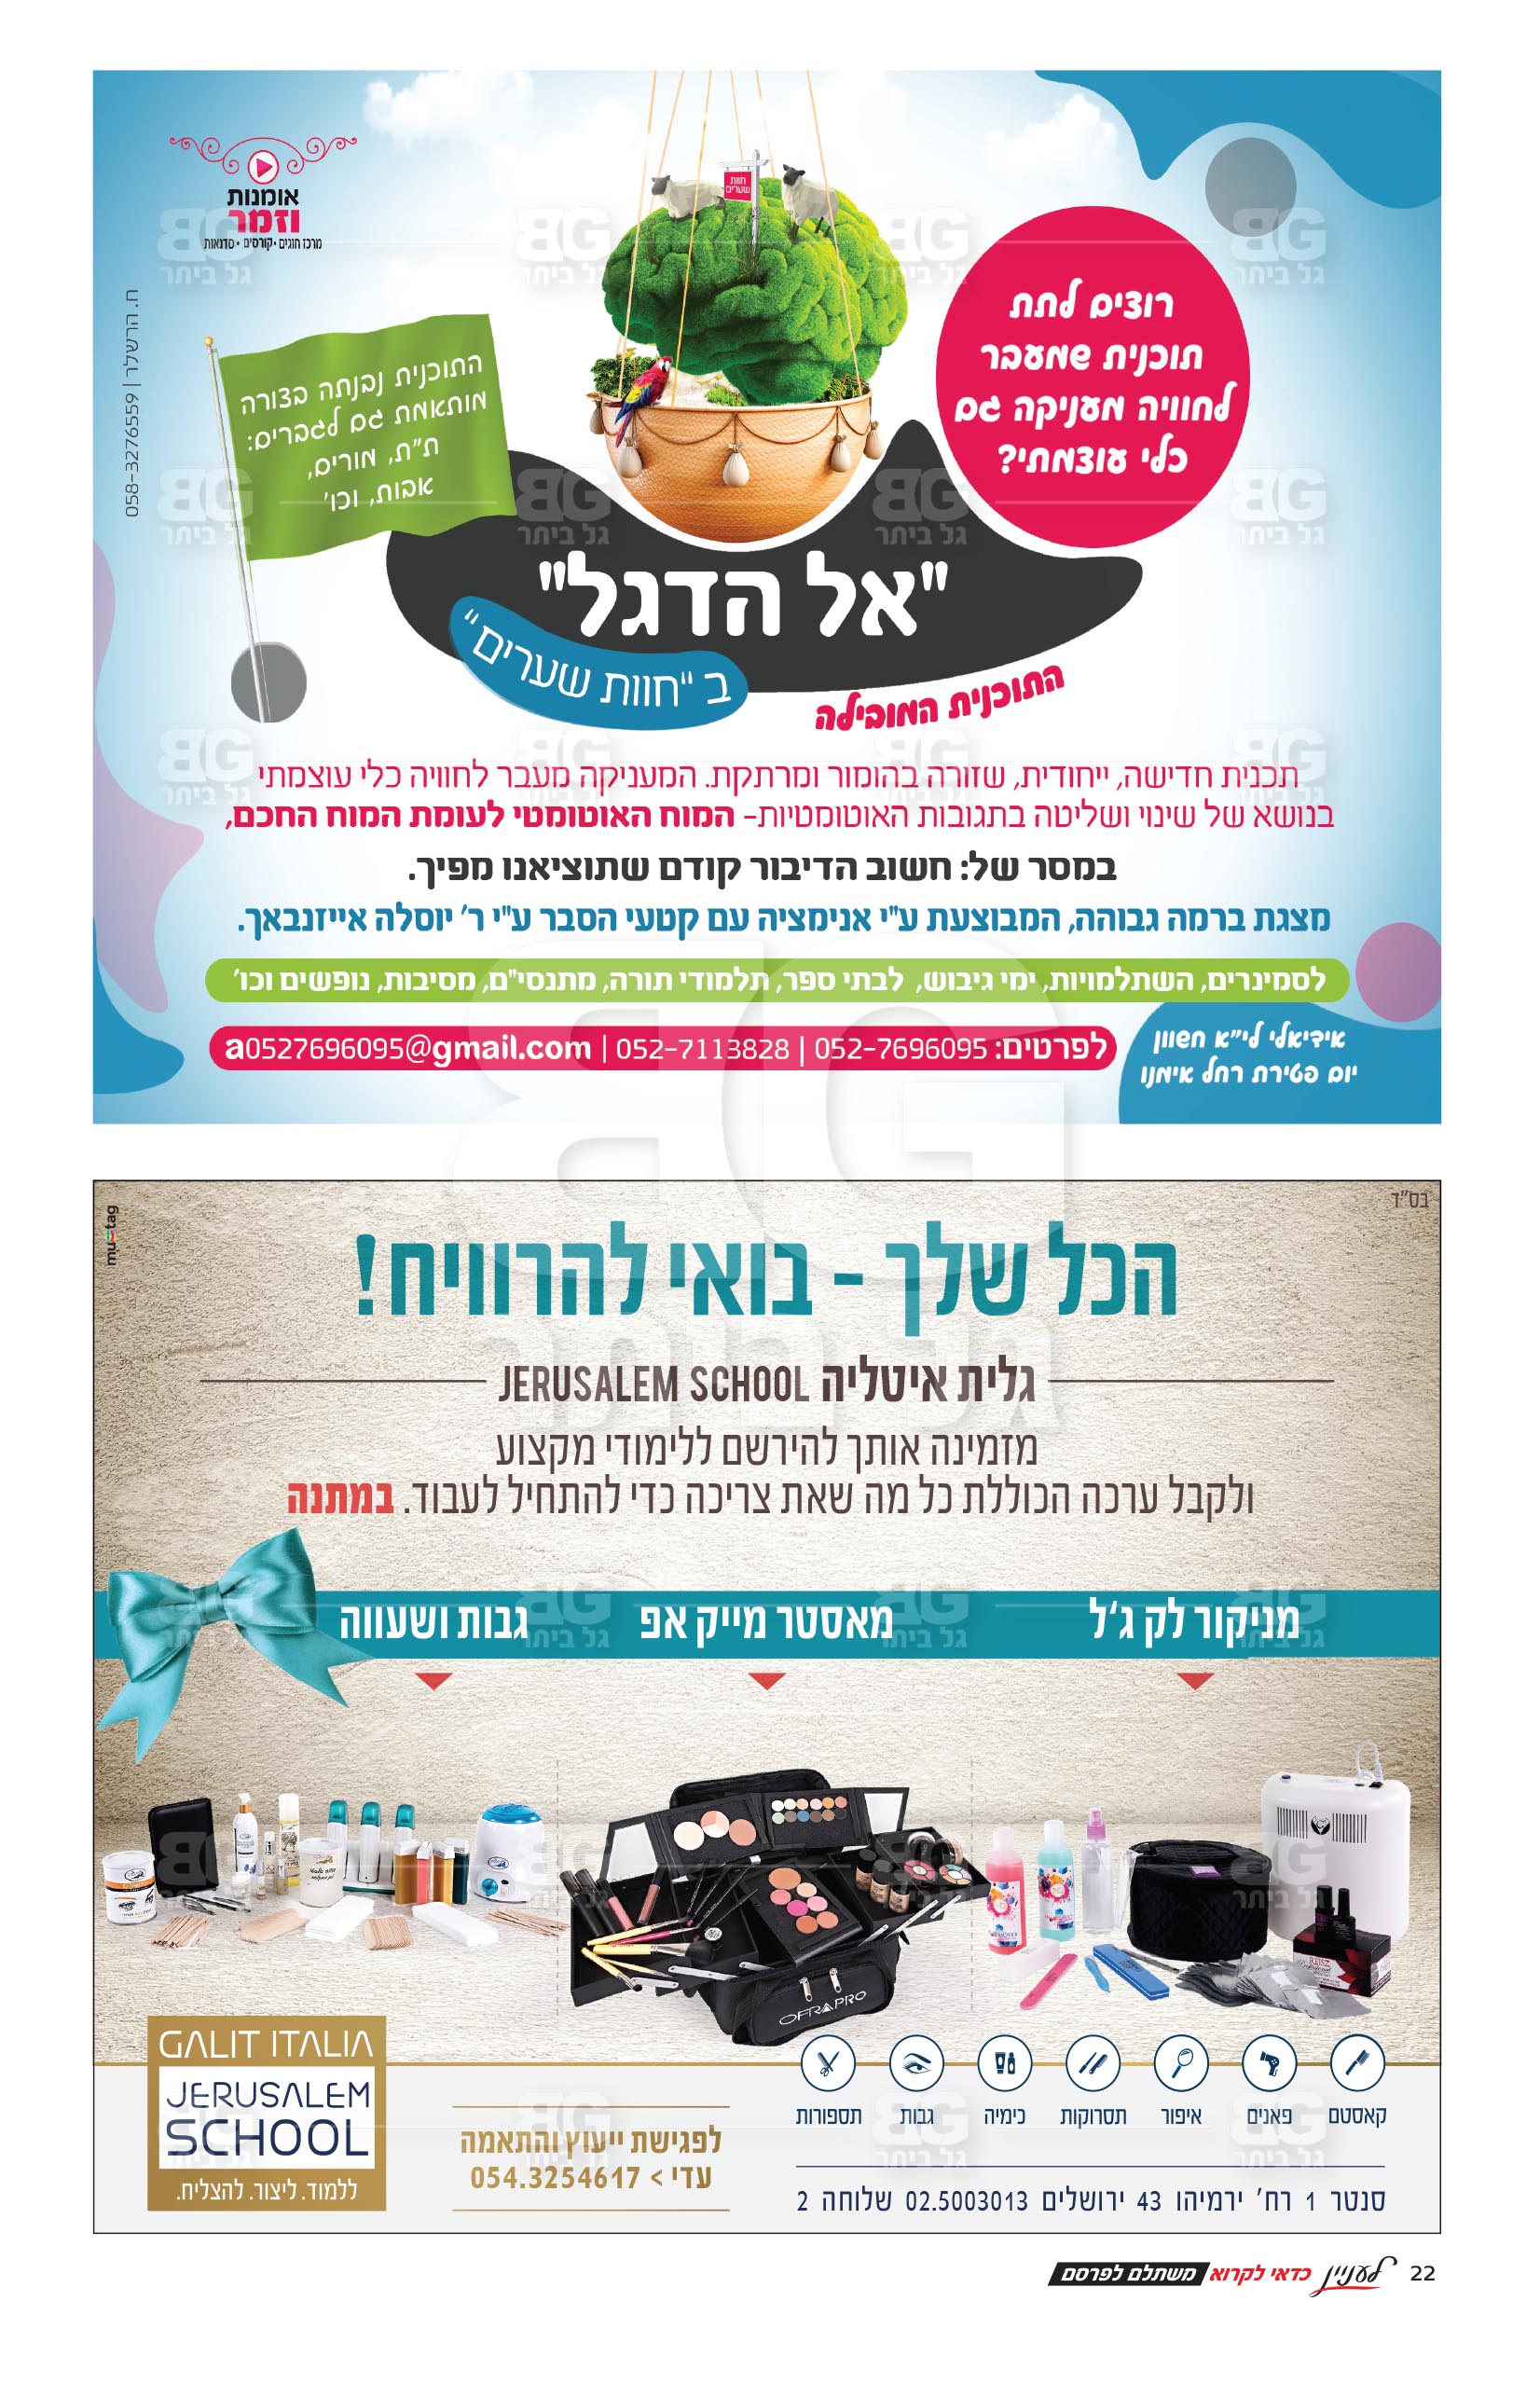 אומנות
וזמר
מרכז חוגים • קורסים • סדנאות
ח. הרשלר | 058-3276559
חוות
שערים
רוצים לתת
תוכנית שמעבר
לחוויה מעניקה גם
כלי עוצמתי?
התוכנית נבנתה בצורה
מותאמת גם לגברים:
ת"ת, מורים,
אבות, וכו'
"אל הדגל"
ב "חוות שערים"
התוכנית המובילה
תכנית חדישה, ייחודית, שזורה בהומור ומרתקת. המעניקה מעבר לחוויה כלי עוצמתי
בנושא של שינוי ושליטה בתגובות האוטומטיות- המוח האוטומטי לעומת המוח החכם,
במסר של: חשוב הדיבור קודם שתוציאנו מפיך.
מצגת ברמה גבוהה, המבוצעת ע"י אנימציה עם קטעי הסבר ע"י ר' יוסלה אייזנבאך.
לסמינרים, השתלמויות, ימי גיבוש, לבתי ספר, תלמודי תורה, מתנסי"ם, מסיבות, נופשים וכו'
לפרטים: 052-7696095 | 052-7113828 | a0527696095@gmail.com
אידיאלי לי"א חשוון
יום פטירת רחל אימנו
BG
גל ביתר
בס"ד
הכל שלך - בואי להרוויח!
גלית איטליה JERUSALEM SCHOOL
מזמינה אותך להירשם ללימודי מקצוע
ולקבל ערכה הכוללת כל מה שאת צריכה כדי להתחיל לעבוד. במתנה
מניקור לק ג'ל
מאסטר מייק אפ
גבות ושעווה
OFRA PRO
קאסטם
פאנים
איפור
תסרוקות
כימיה
גבות
תספורות
סנטר 1 רח' ירמיהו 43 ירושלים 02.5003013 שלוחה 2
לפגישת ייעוץ והתאמה
עדי > 054.3254617
GALIT ITALIA
JERUSALEM
SCHOOL
ללמוד. ליצור. להצליח.
22 לעניין כדאי לקרוא משתלם לפרסם